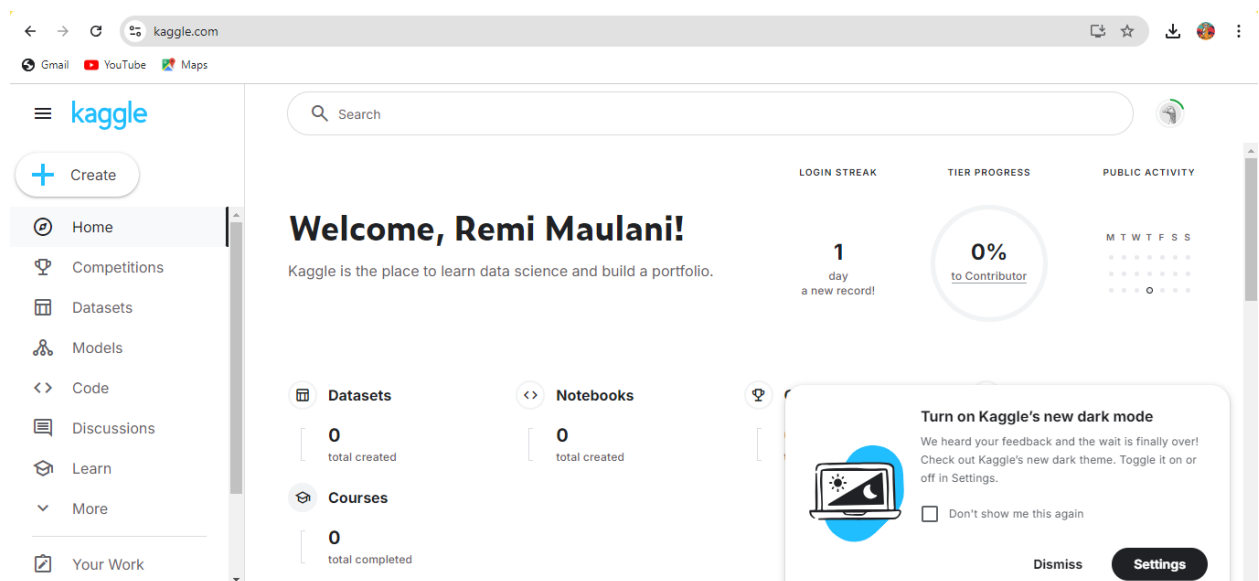 kaggle.com
Gmail
YouTube
Maps
kaggle
Search
Create
Home
Competitions
Datasets
Models
Code
Discussions
Learn
More
Your Work
LOGIN STREAK
TIER PROGRESS
PUBLIC ACTIVITY
Welcome, Remi Maulani!
Kaggle is the place to learn data science and build a portfolio.
1
day
a new record!
0%
to Contributor
M T W T F S S
Datasets
0
total created
Notebooks
0
total created
Courses
0
total completed
Turn on Kaggle's new dark mode
We heard your feedback and the wait is finally over!
Check out Kaggle's new dark theme. Toggle it on or
off in Settings.
Don't show me this again
Dismiss
Settings